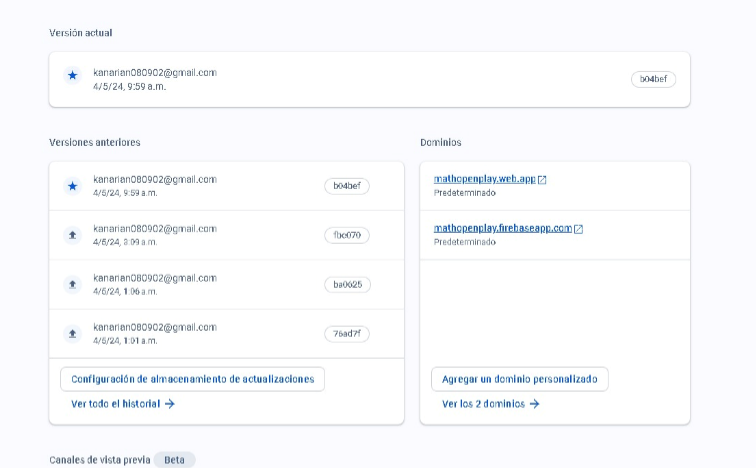 Versión actual
kanarian080902@gmail.com
4/5/24, 9:59 a.m.
b04bef
Versiones anteriores
kanarian080902@gmail.com
4/5/24, 9:59 a.m.
b04bef
kanarian080902@gmail.com
4/5/24, 3:09 a.m.
fbc070
kanarian080902@gmail.com
4/5/24, 1:06 a.m.
ba0625
kanarian080902@gmail.com
4/5/24, 1:01 a.m.
76ad7f
Configuración de almacenamiento de actualizaciones
Ver todo el historial
Dominios
mathopenplay.web.app
Predeterminado
mathopenplay.firebaseapp.com
Predeterminado
Agregar un dominio personalizado
Ver los 2 dominios
Canales de vista previa Beta